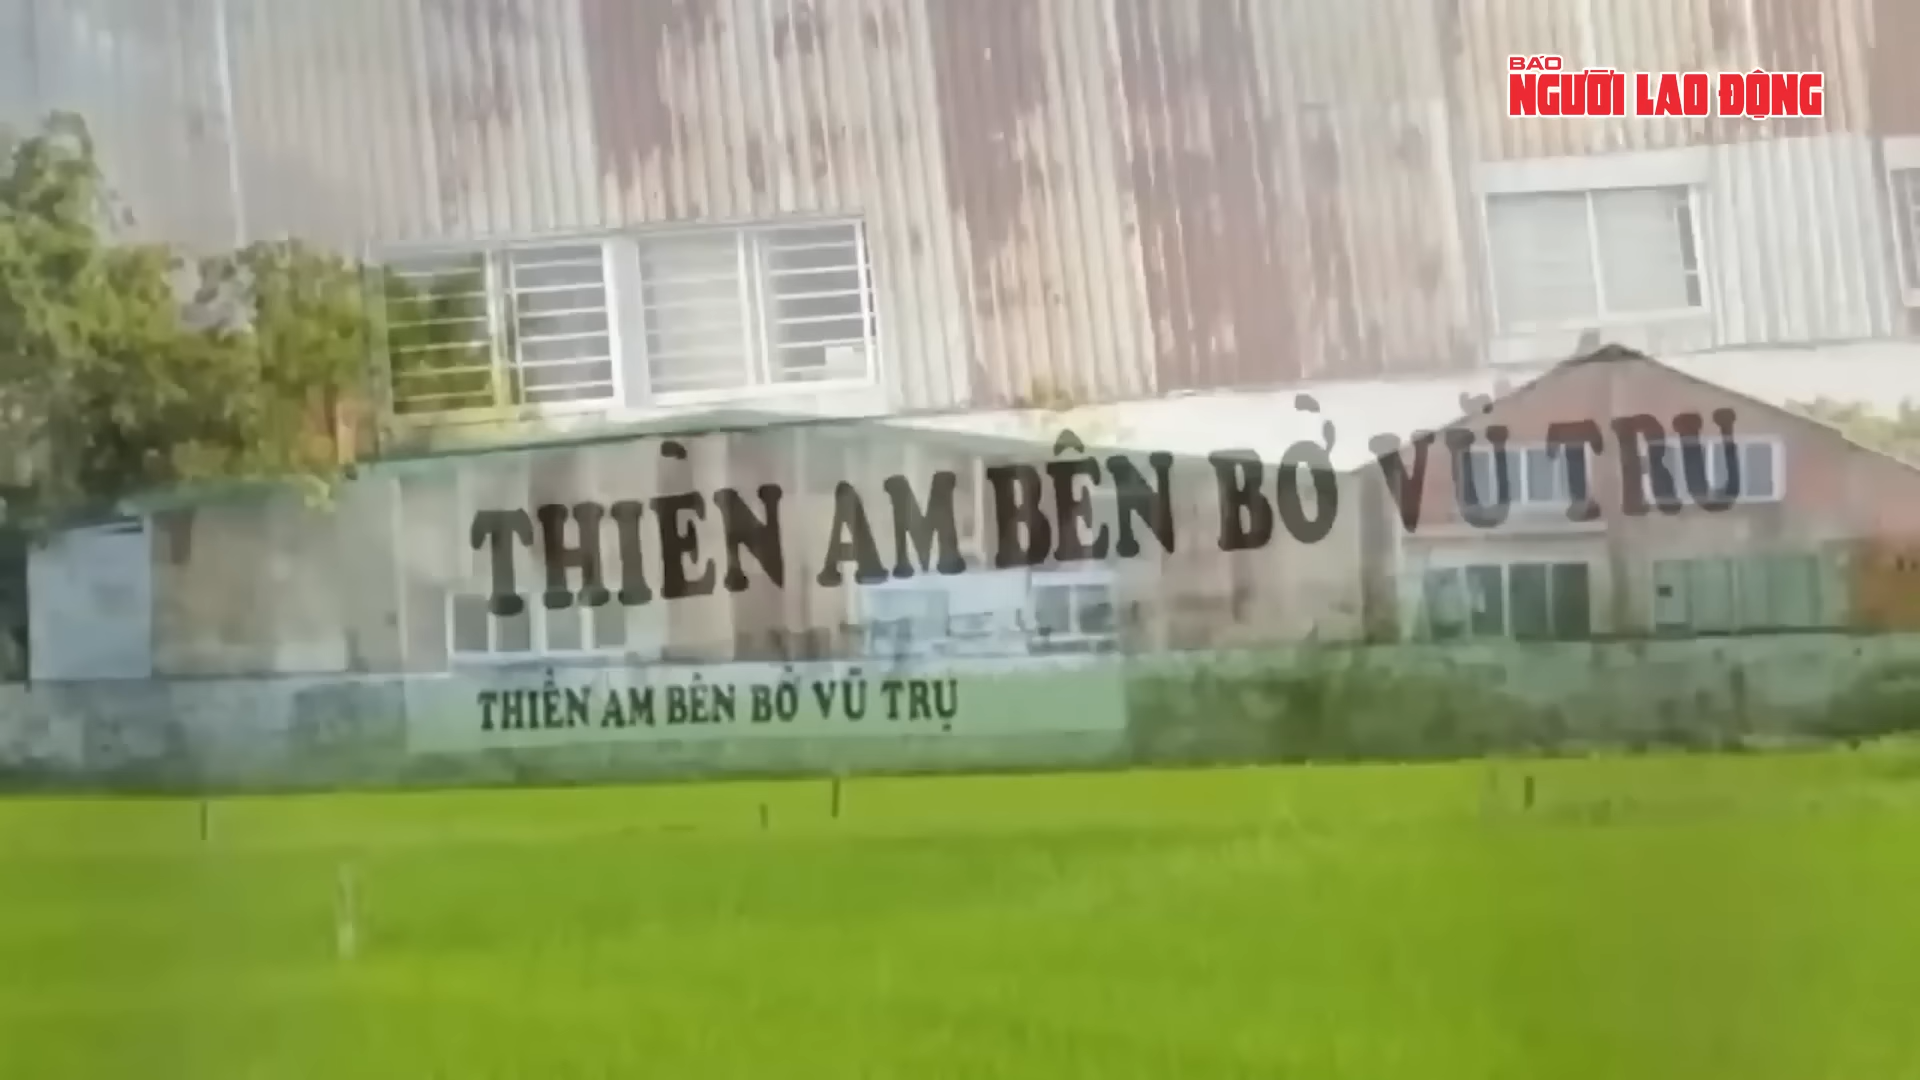 BÁO
NGƯỜI LAO ĐỘNG
THIỀN AM BÊN BỜ VŨ TRỤ
THIỀN AM BÊN BỜ VŨ TRỤ